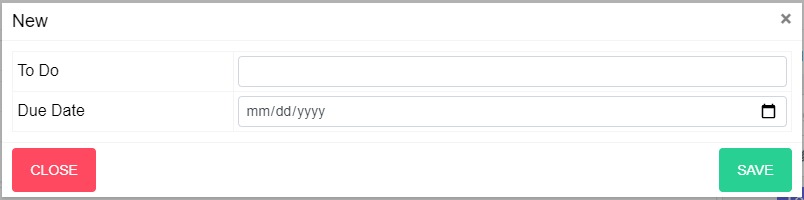 New ×
To Do
Due Date mm/dd/yyyy
CLOSE SAVE